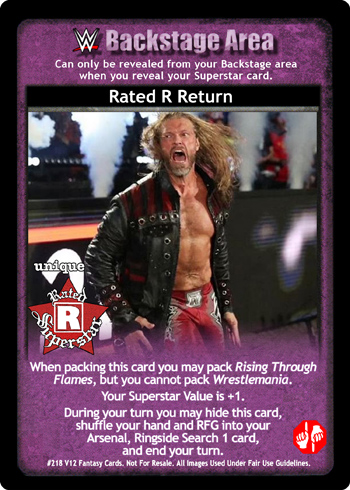 W Backstage Area
Can only be revealed from your Backstage area
when you reveal your Superstar card.
Rated R Return
unique
Rated
R
Superstar
When packing this card you may pack Rising Through
Flames, but you cannot pack Wrestlemania.
Your Superstar Value is +1.
During your turn you may hide this card,
shuffle your hand and RFG into your
Arsenal, Ringside Search 1 card,
and end your turn.
#218 V12 Fantasy Cards. Not For Resale. All Images Used Under Fair Use Guidelines.